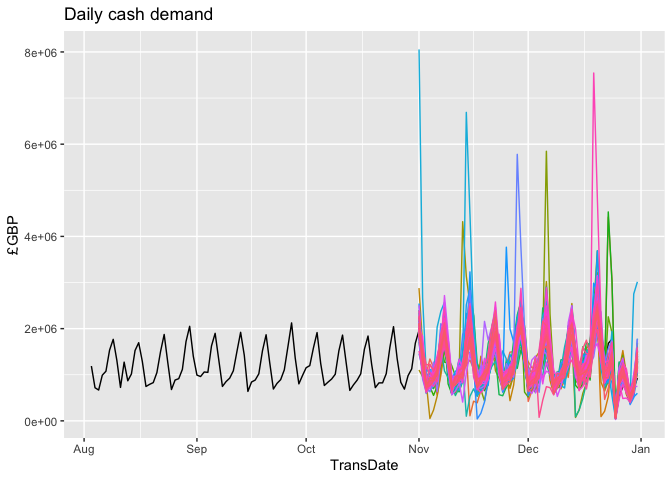 Daily cash demand
8e+06
6e+06
4e+06
2e+06
0e+00
£GBP
Aug
Sep
Oct
Nov
Dec
Jan
TransDate